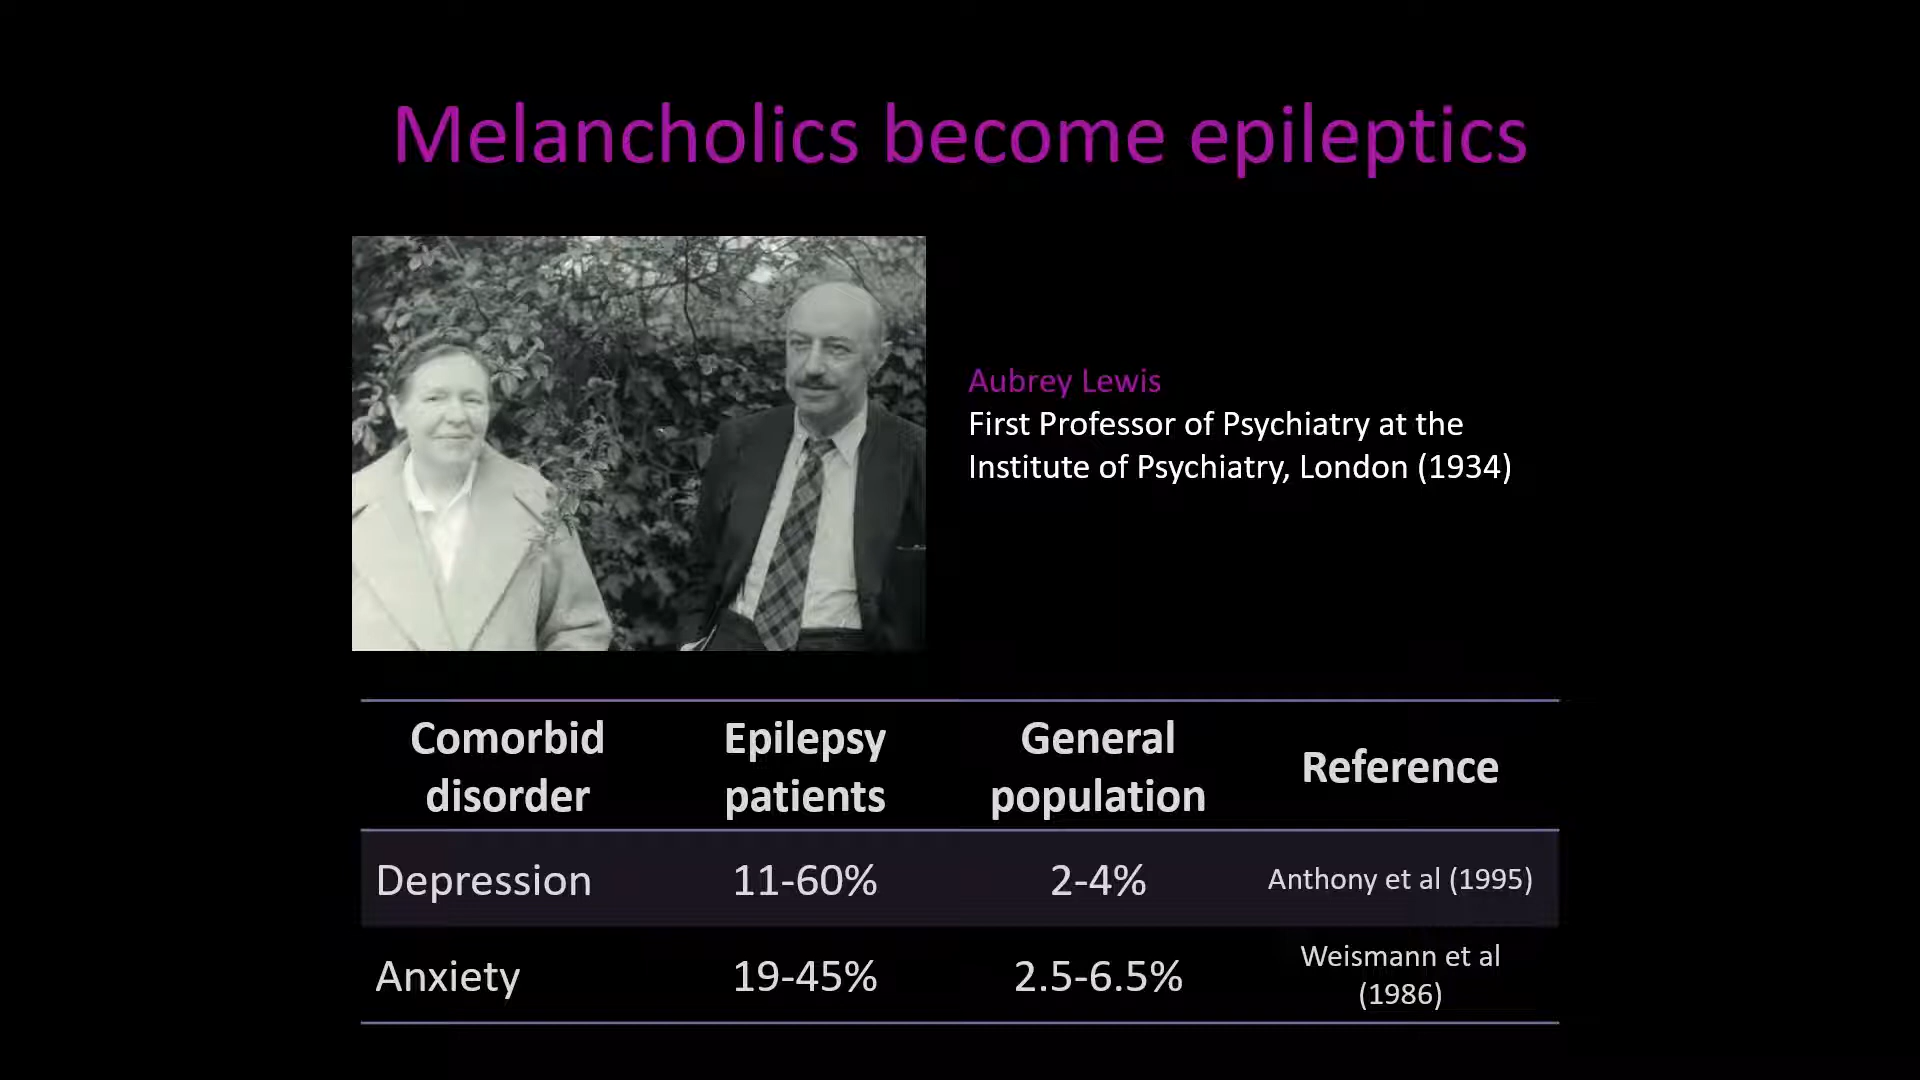 Melancholics become epileptics
Aubrey Lewis
First Professor of Psychiatry at the
Institute of Psychiatry, London (1934)
Comorbid disorder Epilepsy patients General population Reference
Depression 11-60% 2-4% Anthony et al (1995)
Anxiety 19-45% 2.5-6.5% Weismann et al (1986)